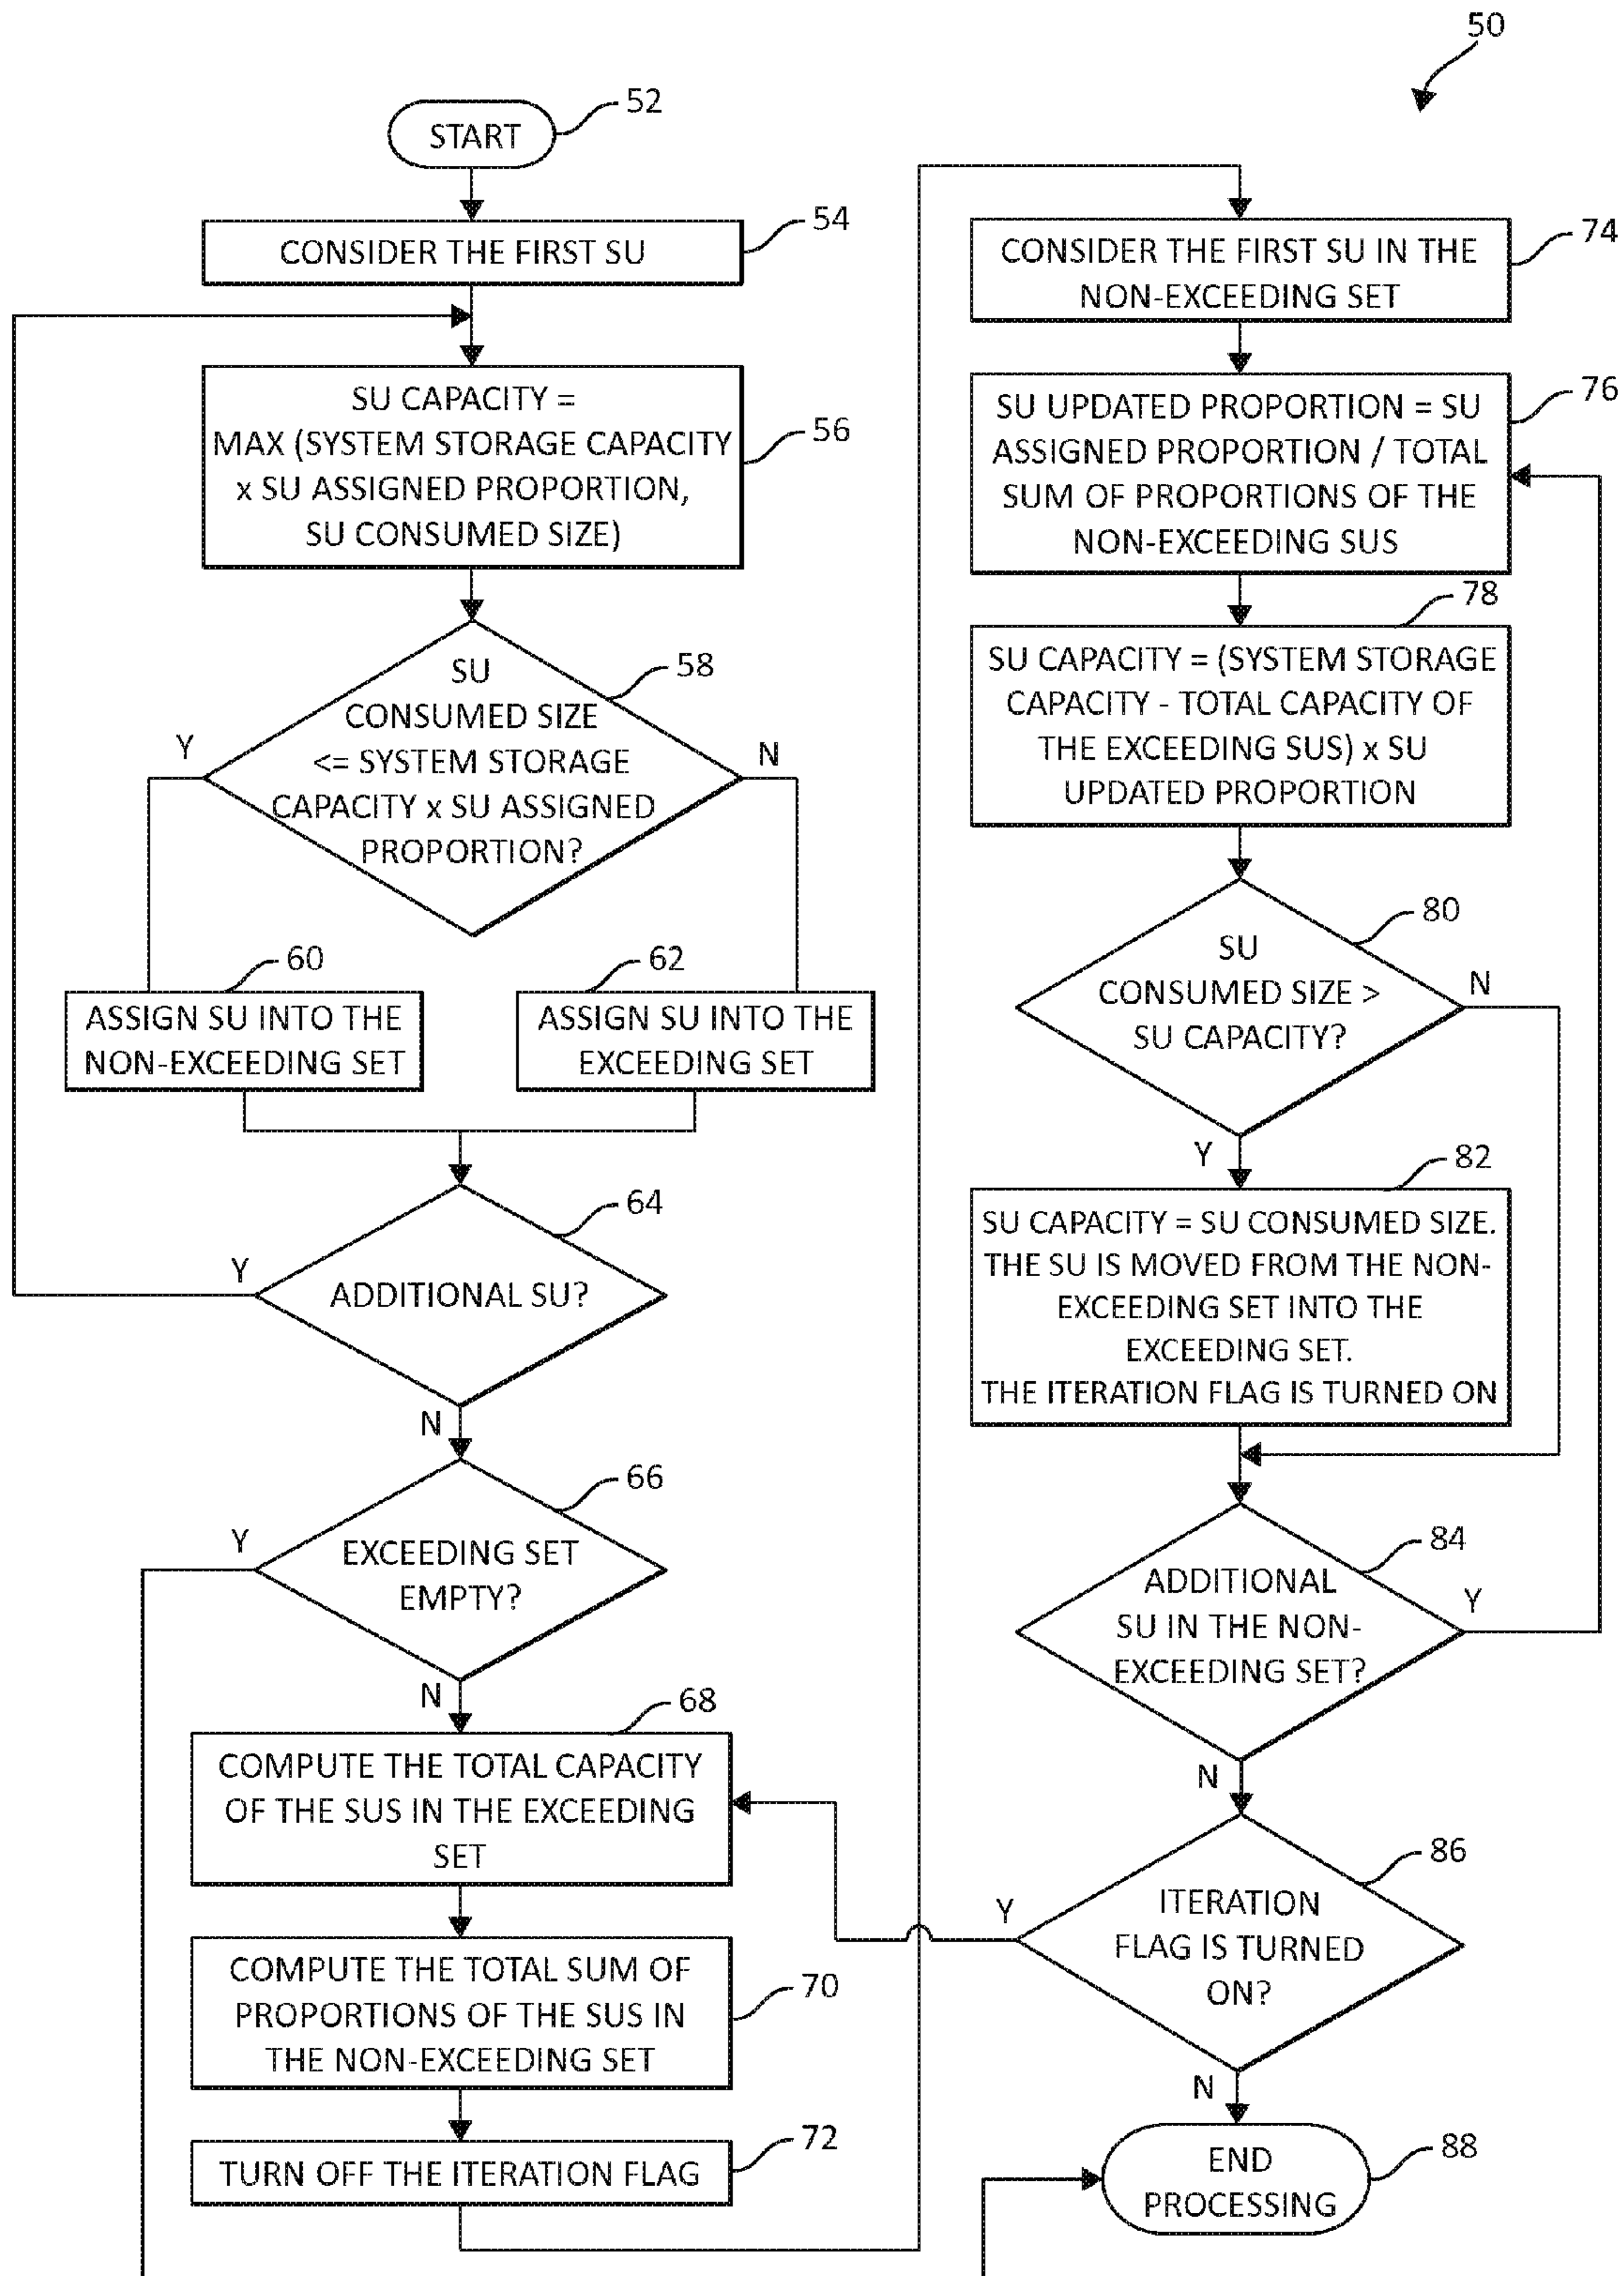 50
START
52
CONSIDER THE FIRST SU
54
SU CAPACITY =
MAX (SYSTEM STORAGE CAPACITY
x SU ASSIGNED PROPORTION,
SU CONSUMED SIZE)
56
SU
CONSUMED SIZE
<= SYSTEM STORAGE
CAPACITY x SU ASSIGNED
PROPORTION?
58
Y
N
60
ASSIGN SU INTO THE
NON-EXCEEDING SET
62
ASSIGN SU INTO THE
EXCEEDING SET
64
Y
ADDITIONAL SU?
N
66
Y
EXCEEDING SET
EMPTY?
N
68
COMPUTE THE TOTAL CAPACITY
OF THE SUS IN THE EXCEEDING
SET
COMPUTE THE TOTAL SUM OF
PROPORTIONS OF THE SUS IN
THE NON-EXCEEDING SET
70
TURN OFF THE ITERATION FLAG
72
CONSIDER THE FIRST SU IN THE
NON-EXCEEDING SET
74
SU UPDATED PROPORTION = SU
ASSIGNED PROPORTION / TOTAL
SUM OF PROPORTIONS OF THE
NON-EXCEEDING SUS
76
78
SU CAPACITY = (SYSTEM STORAGE
CAPACITY - TOTAL CAPACITY OF
THE EXCEEDING SUS) x SU
UPDATED PROPORTION
80
SU
CONSUMED SIZE >
SU CAPACITY?
N
Y
82
SU CAPACITY = SU CONSUMED SIZE.
THE SU IS MOVED FROM THE NON-
EXCEEDING SET INTO THE
EXCEEDING SET.
THE ITERATION FLAG IS TURNED ON
84
ADDITIONAL
SU IN THE NON-
EXCEEDING SET?
Y
N
86
Y
ITERATION
FLAG IS TURNED
ON?
N
END
PROCESSING
88